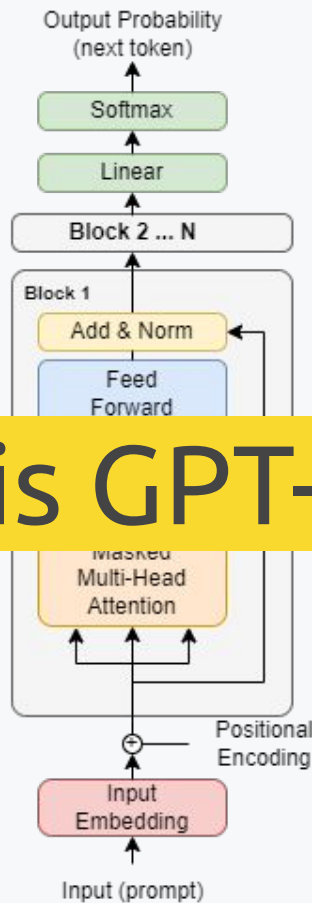 Output Probability
(next token)
Softmax
Linear
Block 2 ... N
Block 1
Add & Norm
Feed
Forward
is GPT-
Masked
Multi-Head
Attention
Positional
Encoding
Input
Embedding
Input (prompt)